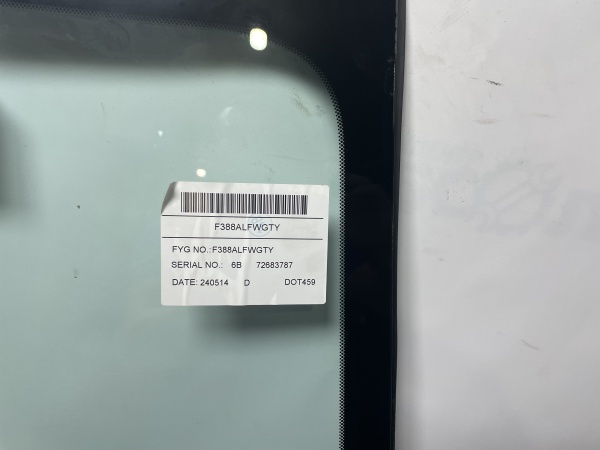 F388ALFWGTY
FYG NO.:F388ALFWGTY
SERIAL NO.: 6B 72683787
DATE: 240514 D DOT459